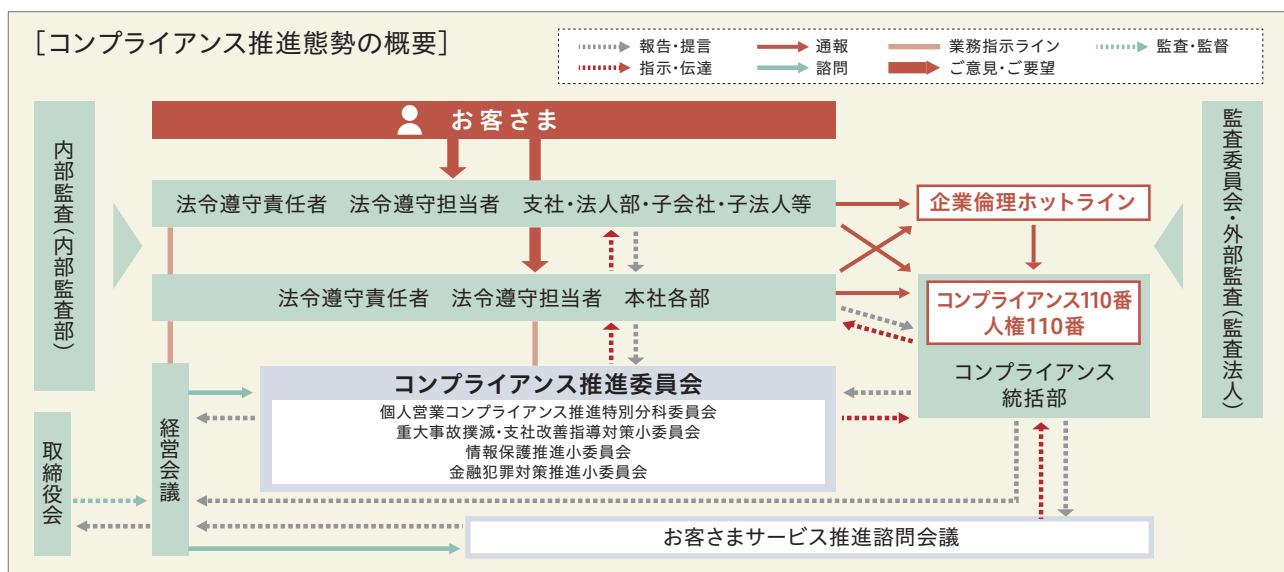 ［コンプライアンス推進態勢の概要］
報告・提言
通報
業務指示ライン
監査・監督
指示・伝達
諮問
ご意見・ご要望
お客さま
内部監査（内部監査部）
監査委員会・外部監査（監査法人）
法令遵守責任者 法令遵守担当者 支社・法人部・子会社・子法人等
企業倫理ホットライン
法令遵守責任者 法令遵守担当者 本社各部
コンプライアンス110番
人権110番
コンプライアンス
統括部
コンプライアンス推進委員会
個人営業コンプライアンス推進特別分科委員会
重大事故撲滅・支社改善指導対策小委員会
情報保護推進小委員会
金融犯罪対策推進小委員会
経営会議
取締役会
お客さまサービス推進諮問会議